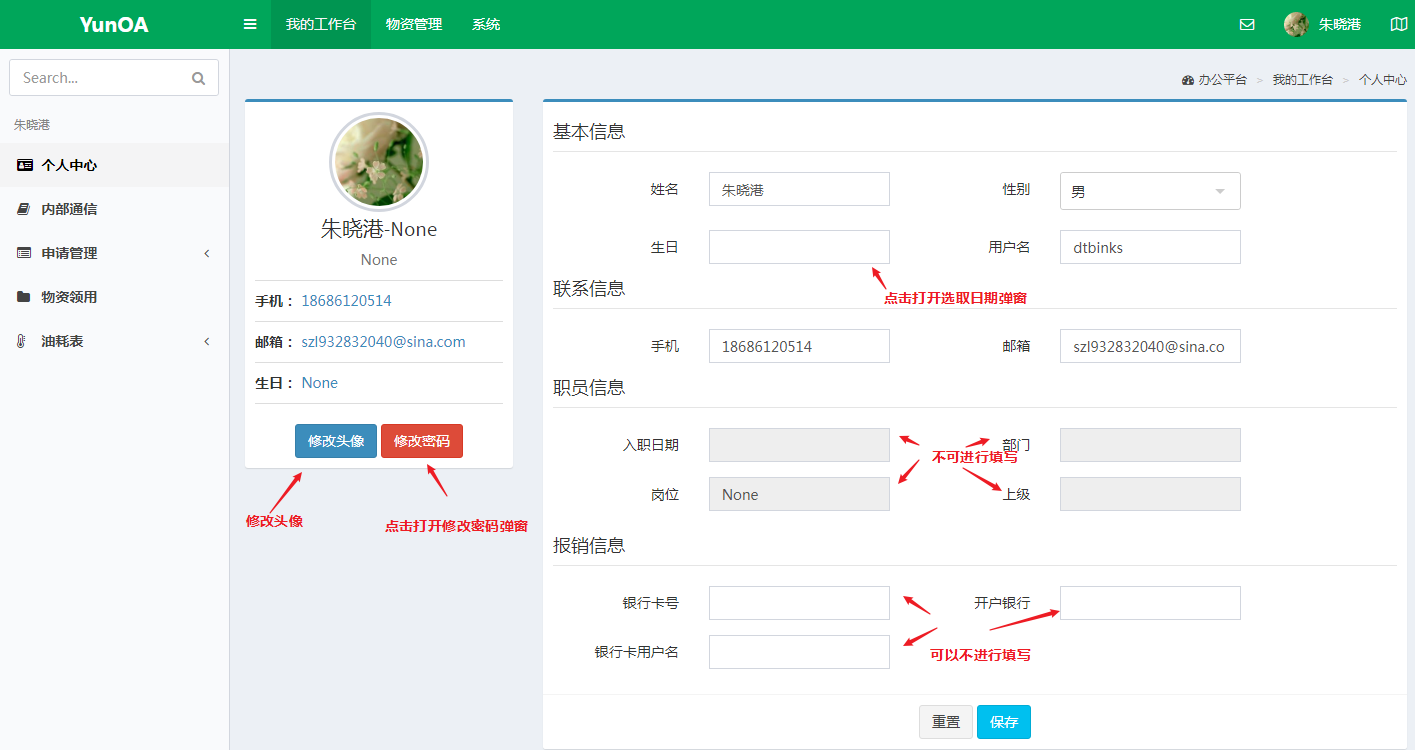 YunOA
我的工作台 物资管理 系统
朱晓港
Search...
办公平台 > 我的工作台 > 个人中心
朱晓港
个人中心
内部通信
申请管理
物资领用
油耗表
朱晓港-None
None
手机： 18686120514
邮箱： szl932832040@sina.com
生日： None
修改头像 修改密码
修改头像
点击打开修改密码弹窗
基本信息
姓名 朱晓港 性别 男
生日 用户名 dtbinks
点击打开选取日期弹窗
联系信息
手机 18686120514 邮箱 szl932832040@sina.co
职员信息
入职日期 部门
不可进行填写
岗位 None 上级
报销信息
银行卡号 开户银行
银行卡用户名
可以不进行填写
重置 保存